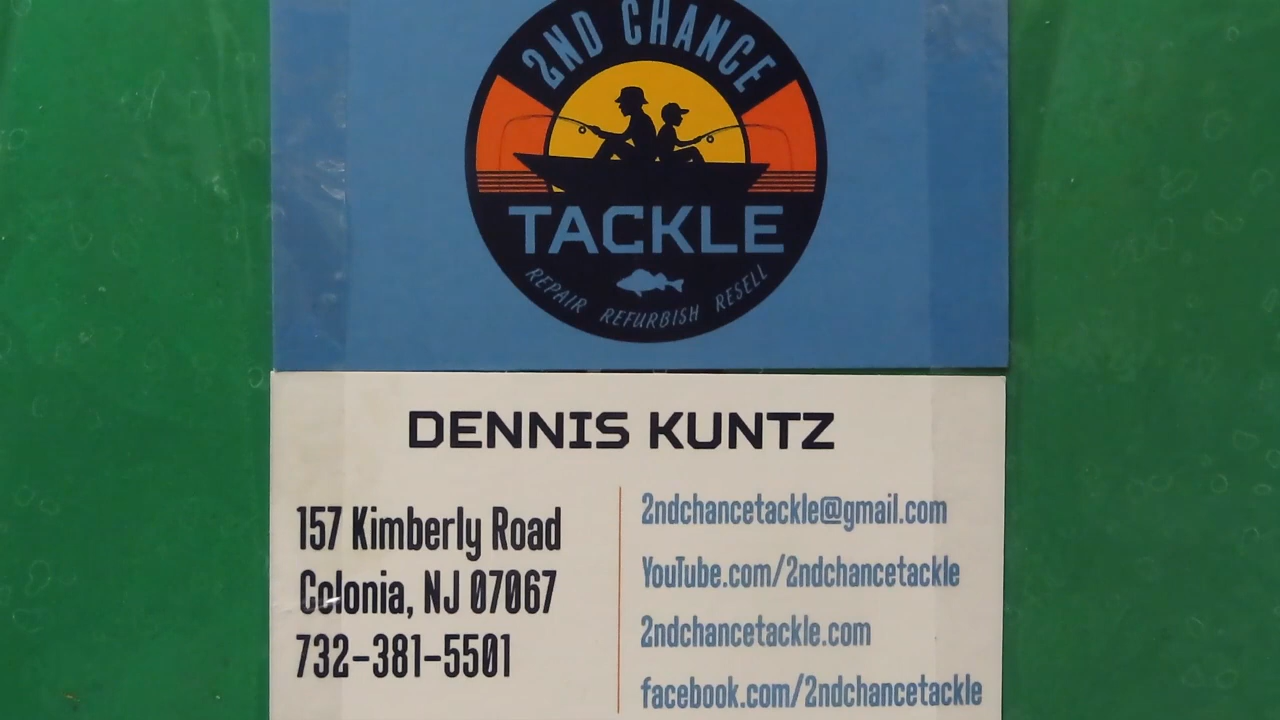 2ND CHANCE
TACKLE
REPAIR REFURBISH RESELL
DENNIS KUNTZ
157 Kimberly Road
Colonia, NJ 07067
732-381-5501
2ndchancetackle@gmail.com
YouTube.com/2ndchancetackle
2ndchancetackle.com
facebook.com/2ndchancetackle